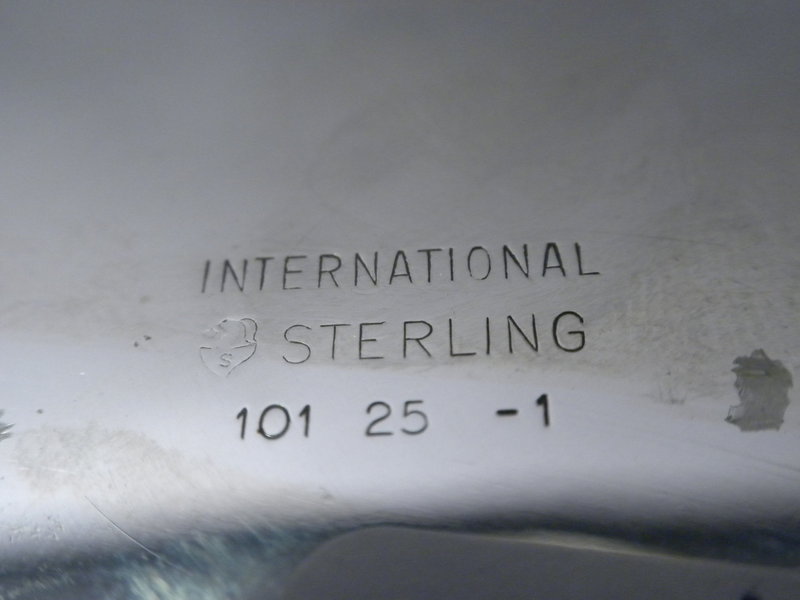 INTERNATIONAL
S STERLING
101 25 -1